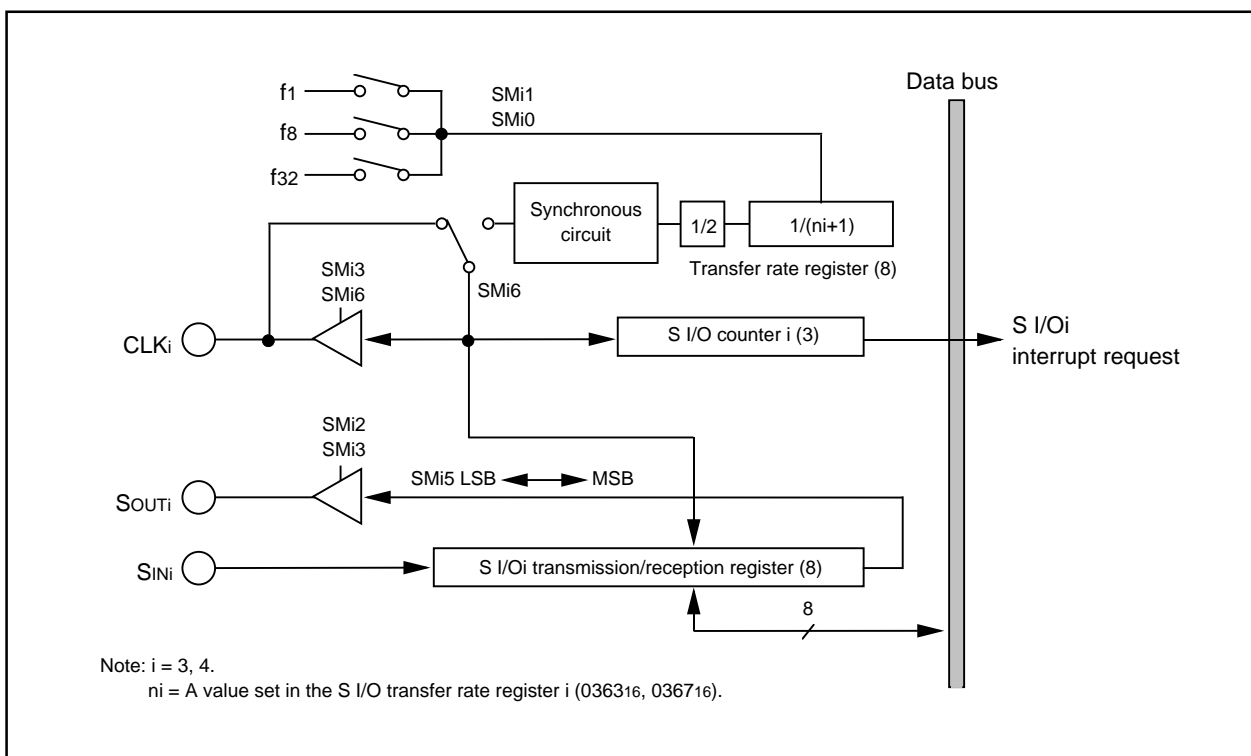 Data bus
f1
SMi1
SMi0
f8
f32
Synchronous
circuit
1/2
1/(ni+1)
Transfer rate register (8)
SMi3
SMi6
SMi6
CLKi
S I/O counter i (3)
S I/Oi
interrupt request
SMi2
SMi3
SMi5 LSB
MSB
SOUTi
SINi
S I/Oi transmission/reception register (8)
8
Note: i = 3, 4.
ni = A value set in the S I/O transfer rate register i (036316, 036716).